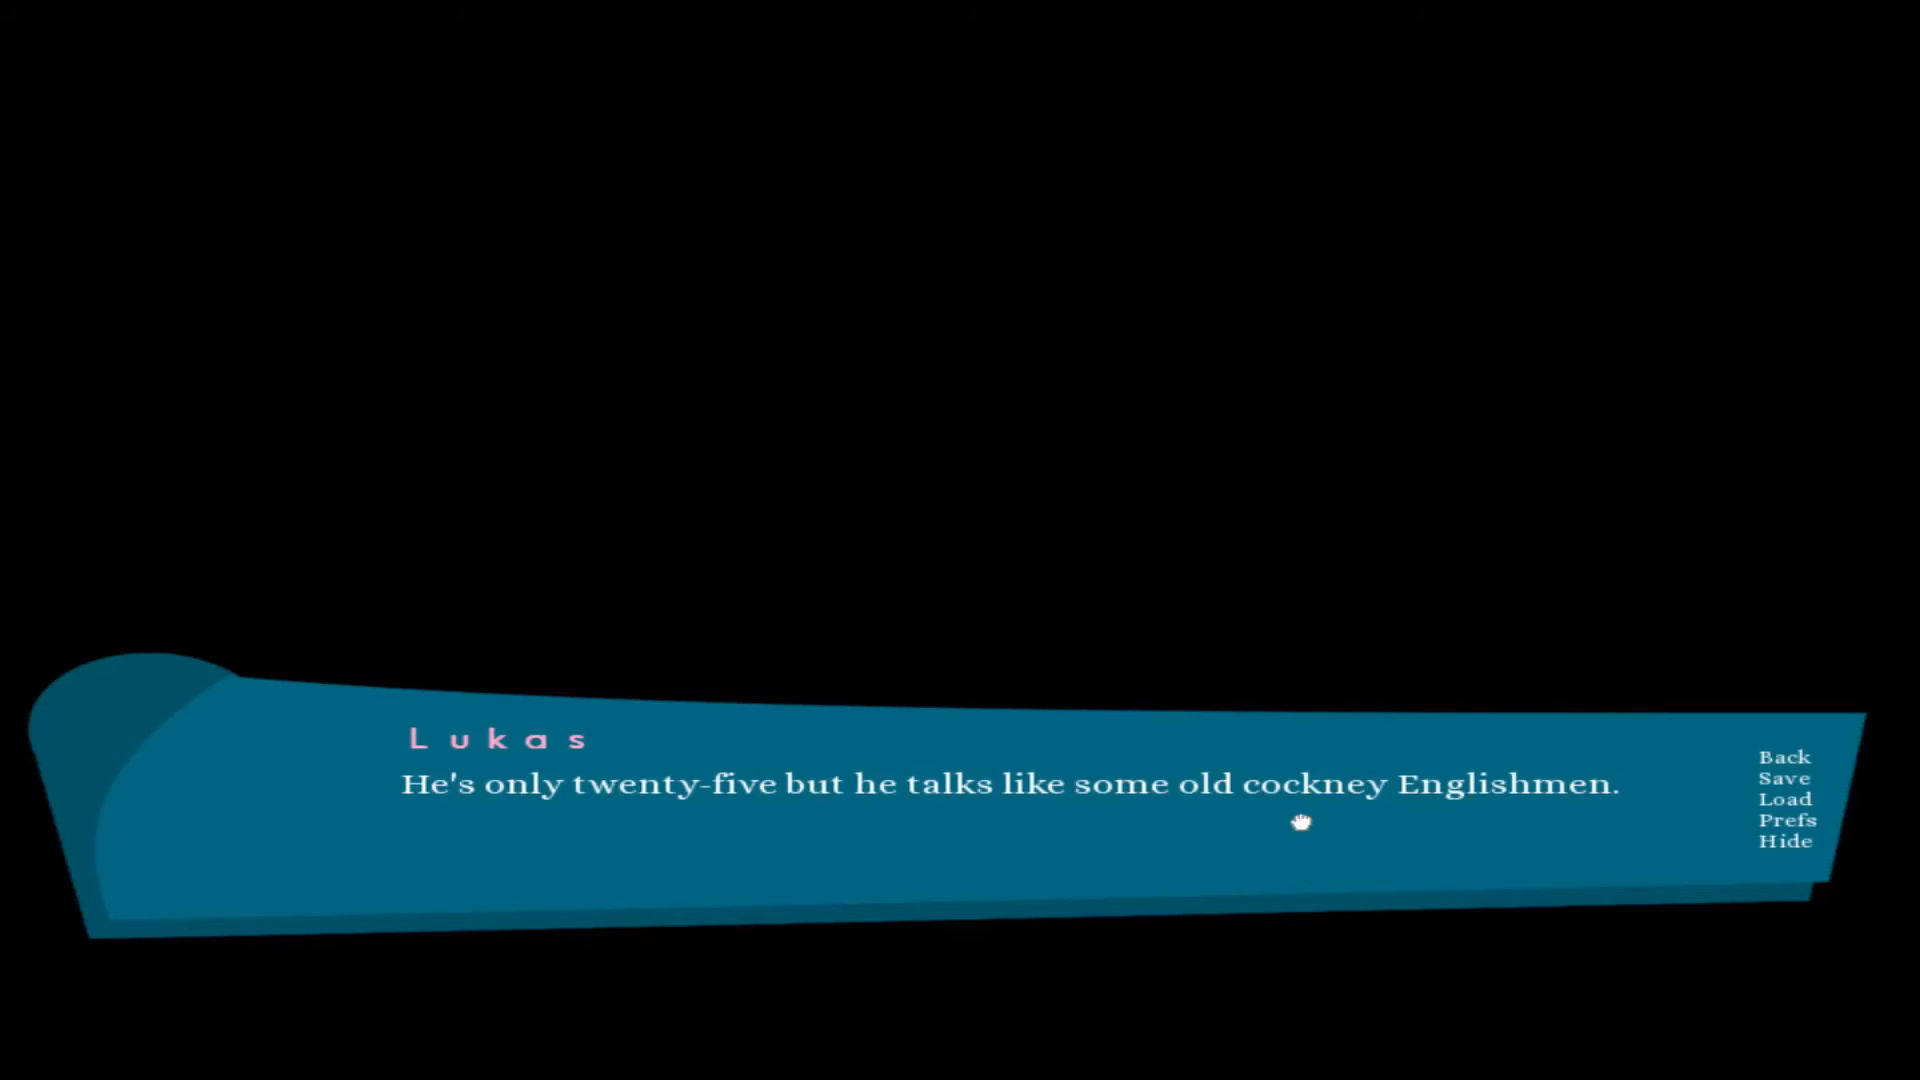 Lukas
He's only twenty-five but he talks like some old cockney Englishmen.
Back
Save
Load
Prefs
Hide